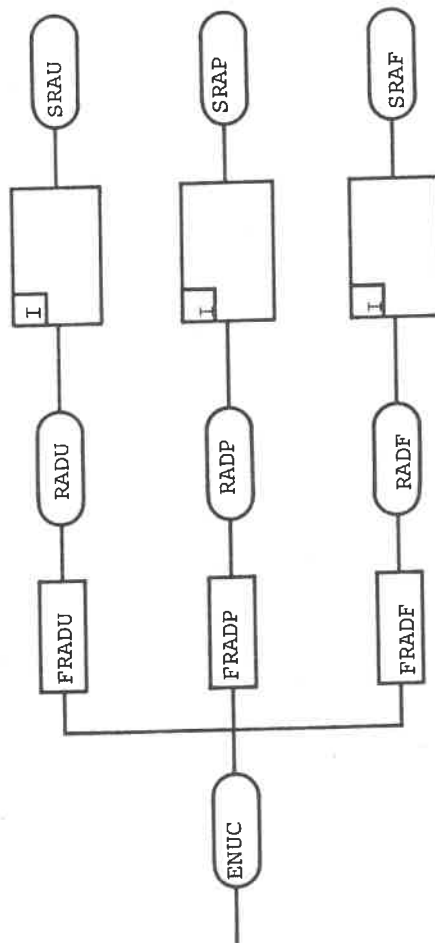 FRADU
RADU
I
SRAU
ENUC
FRADP
RADP
I
SRAP
FRADF
RADF
I
SRAF